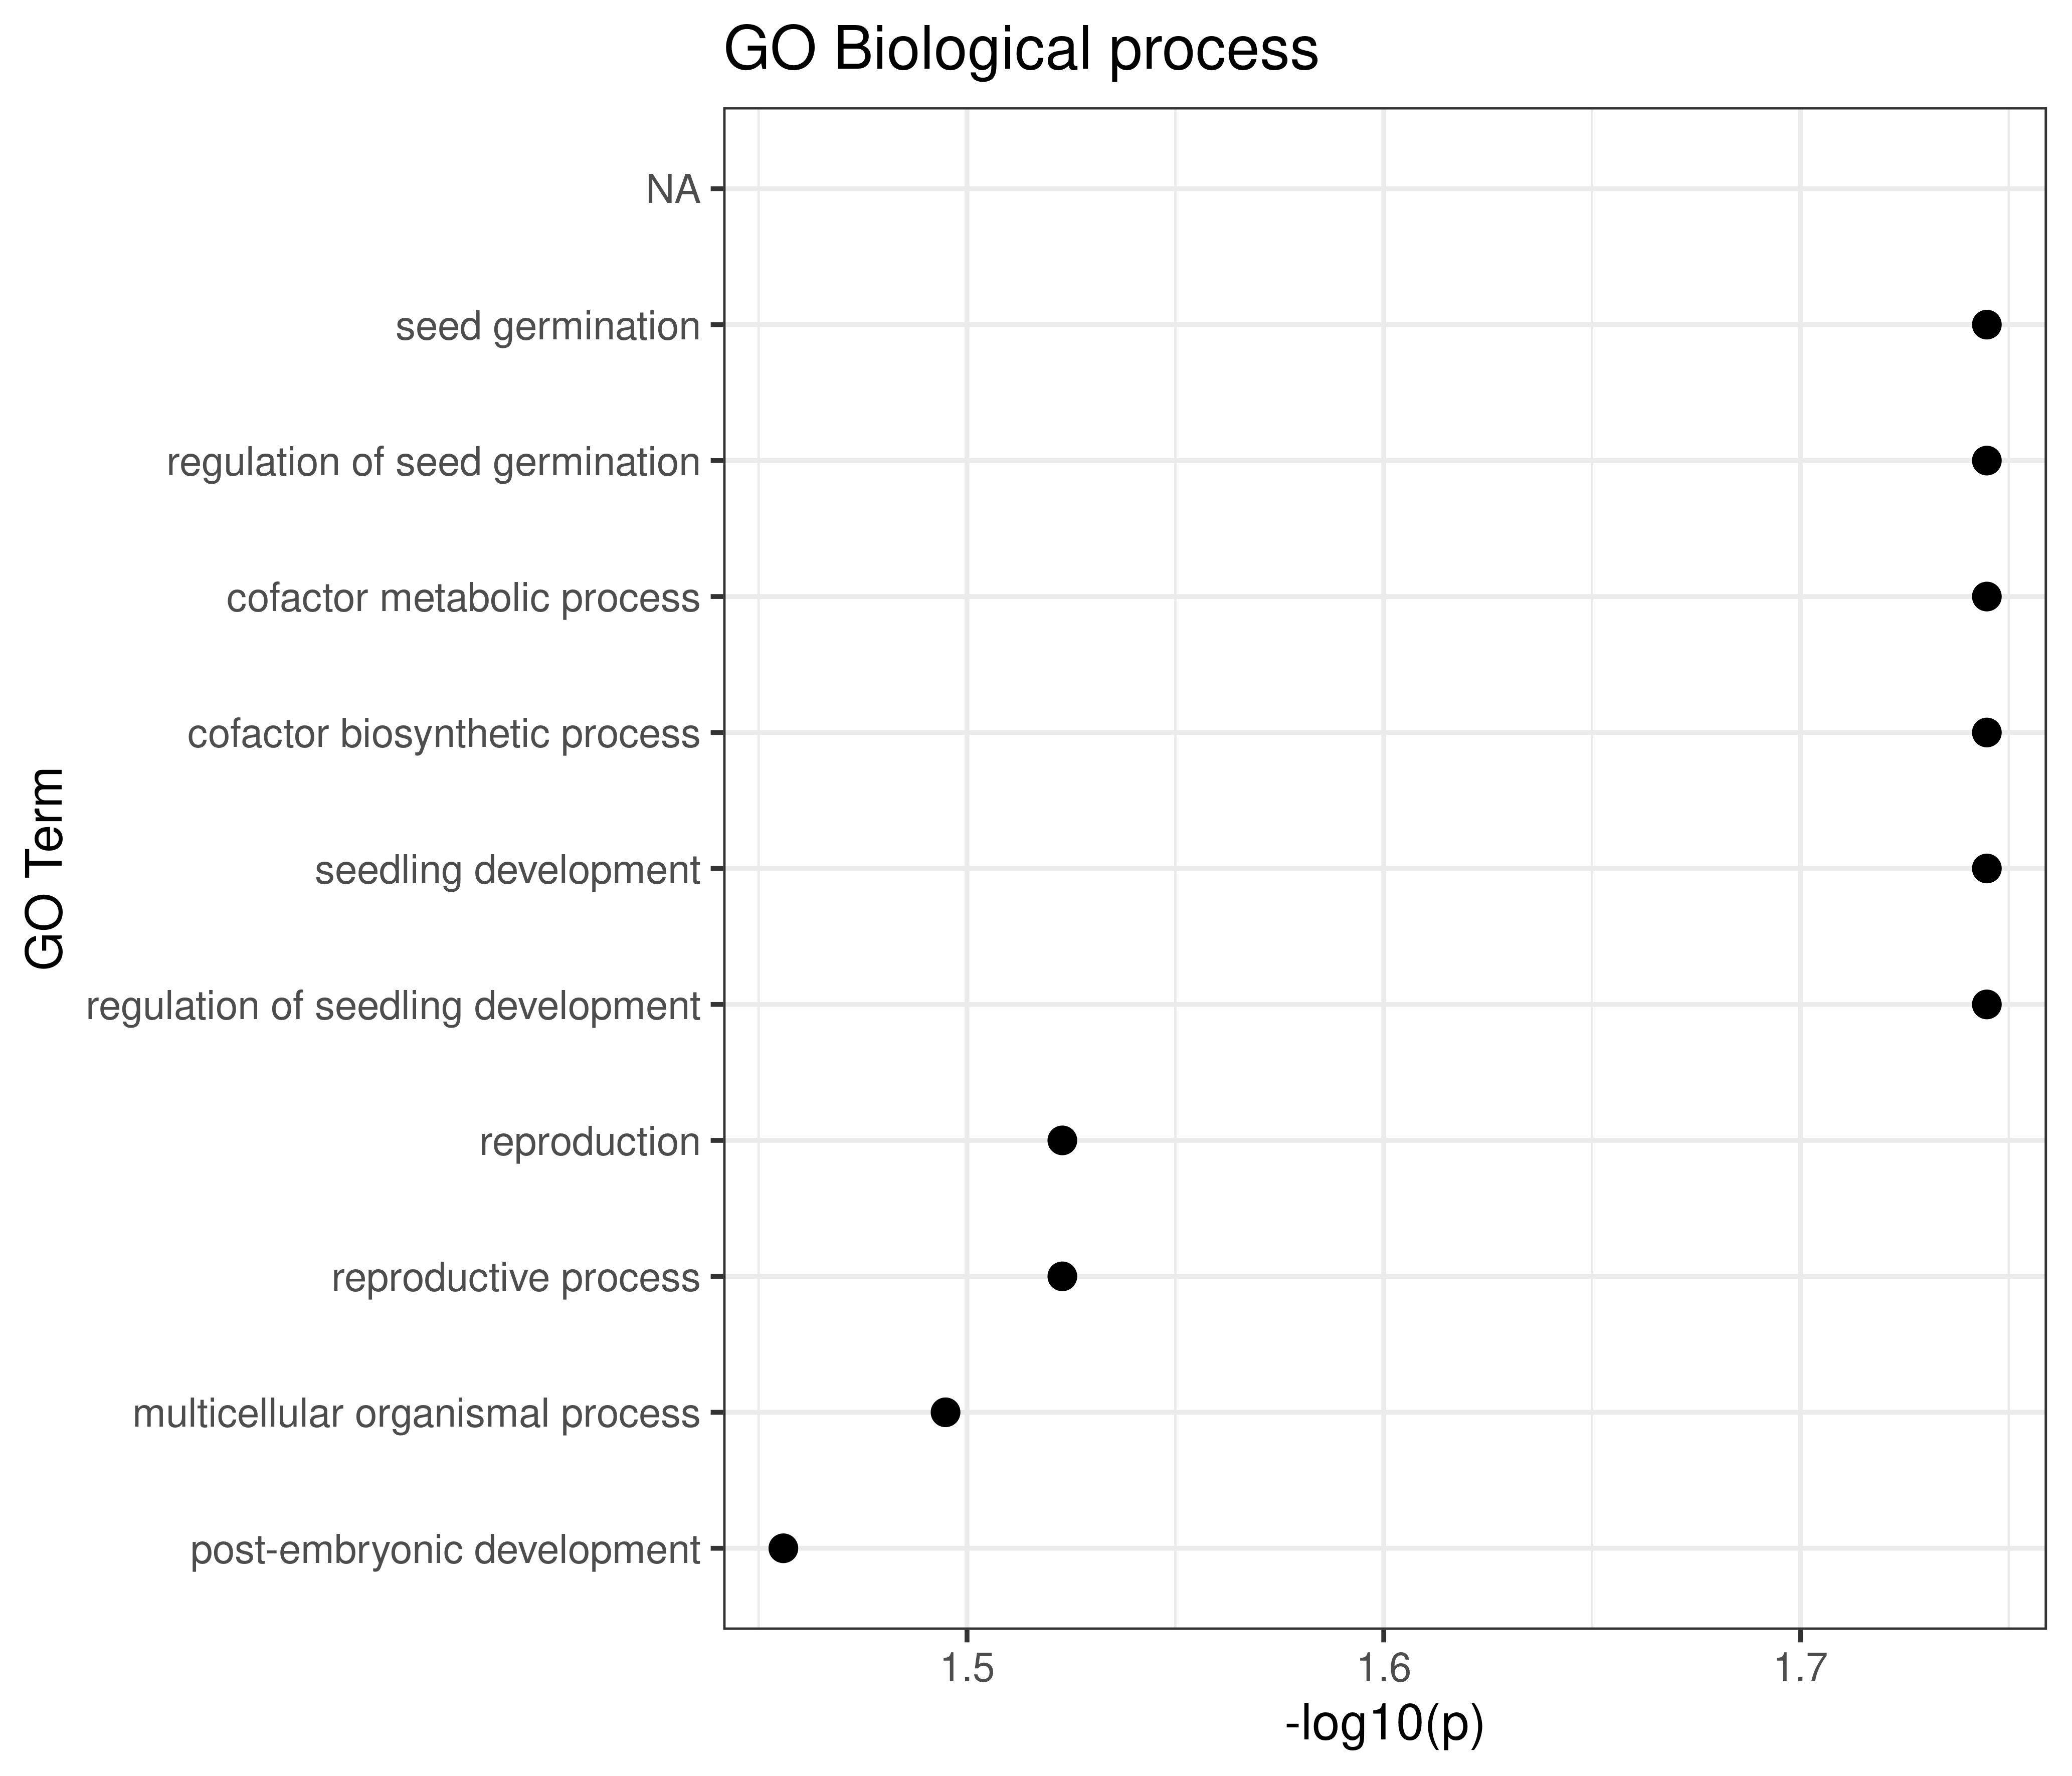 GO Biological process
NA
seed germination
regulation of seed germination
cofactor metabolic process
cofactor biosynthetic process
seedling development
regulation of seedling development
reproduction
reproductive process
multicellular organismal process
post-embryonic development
GO Term
1.5 1.6 1.7
-log10(p)